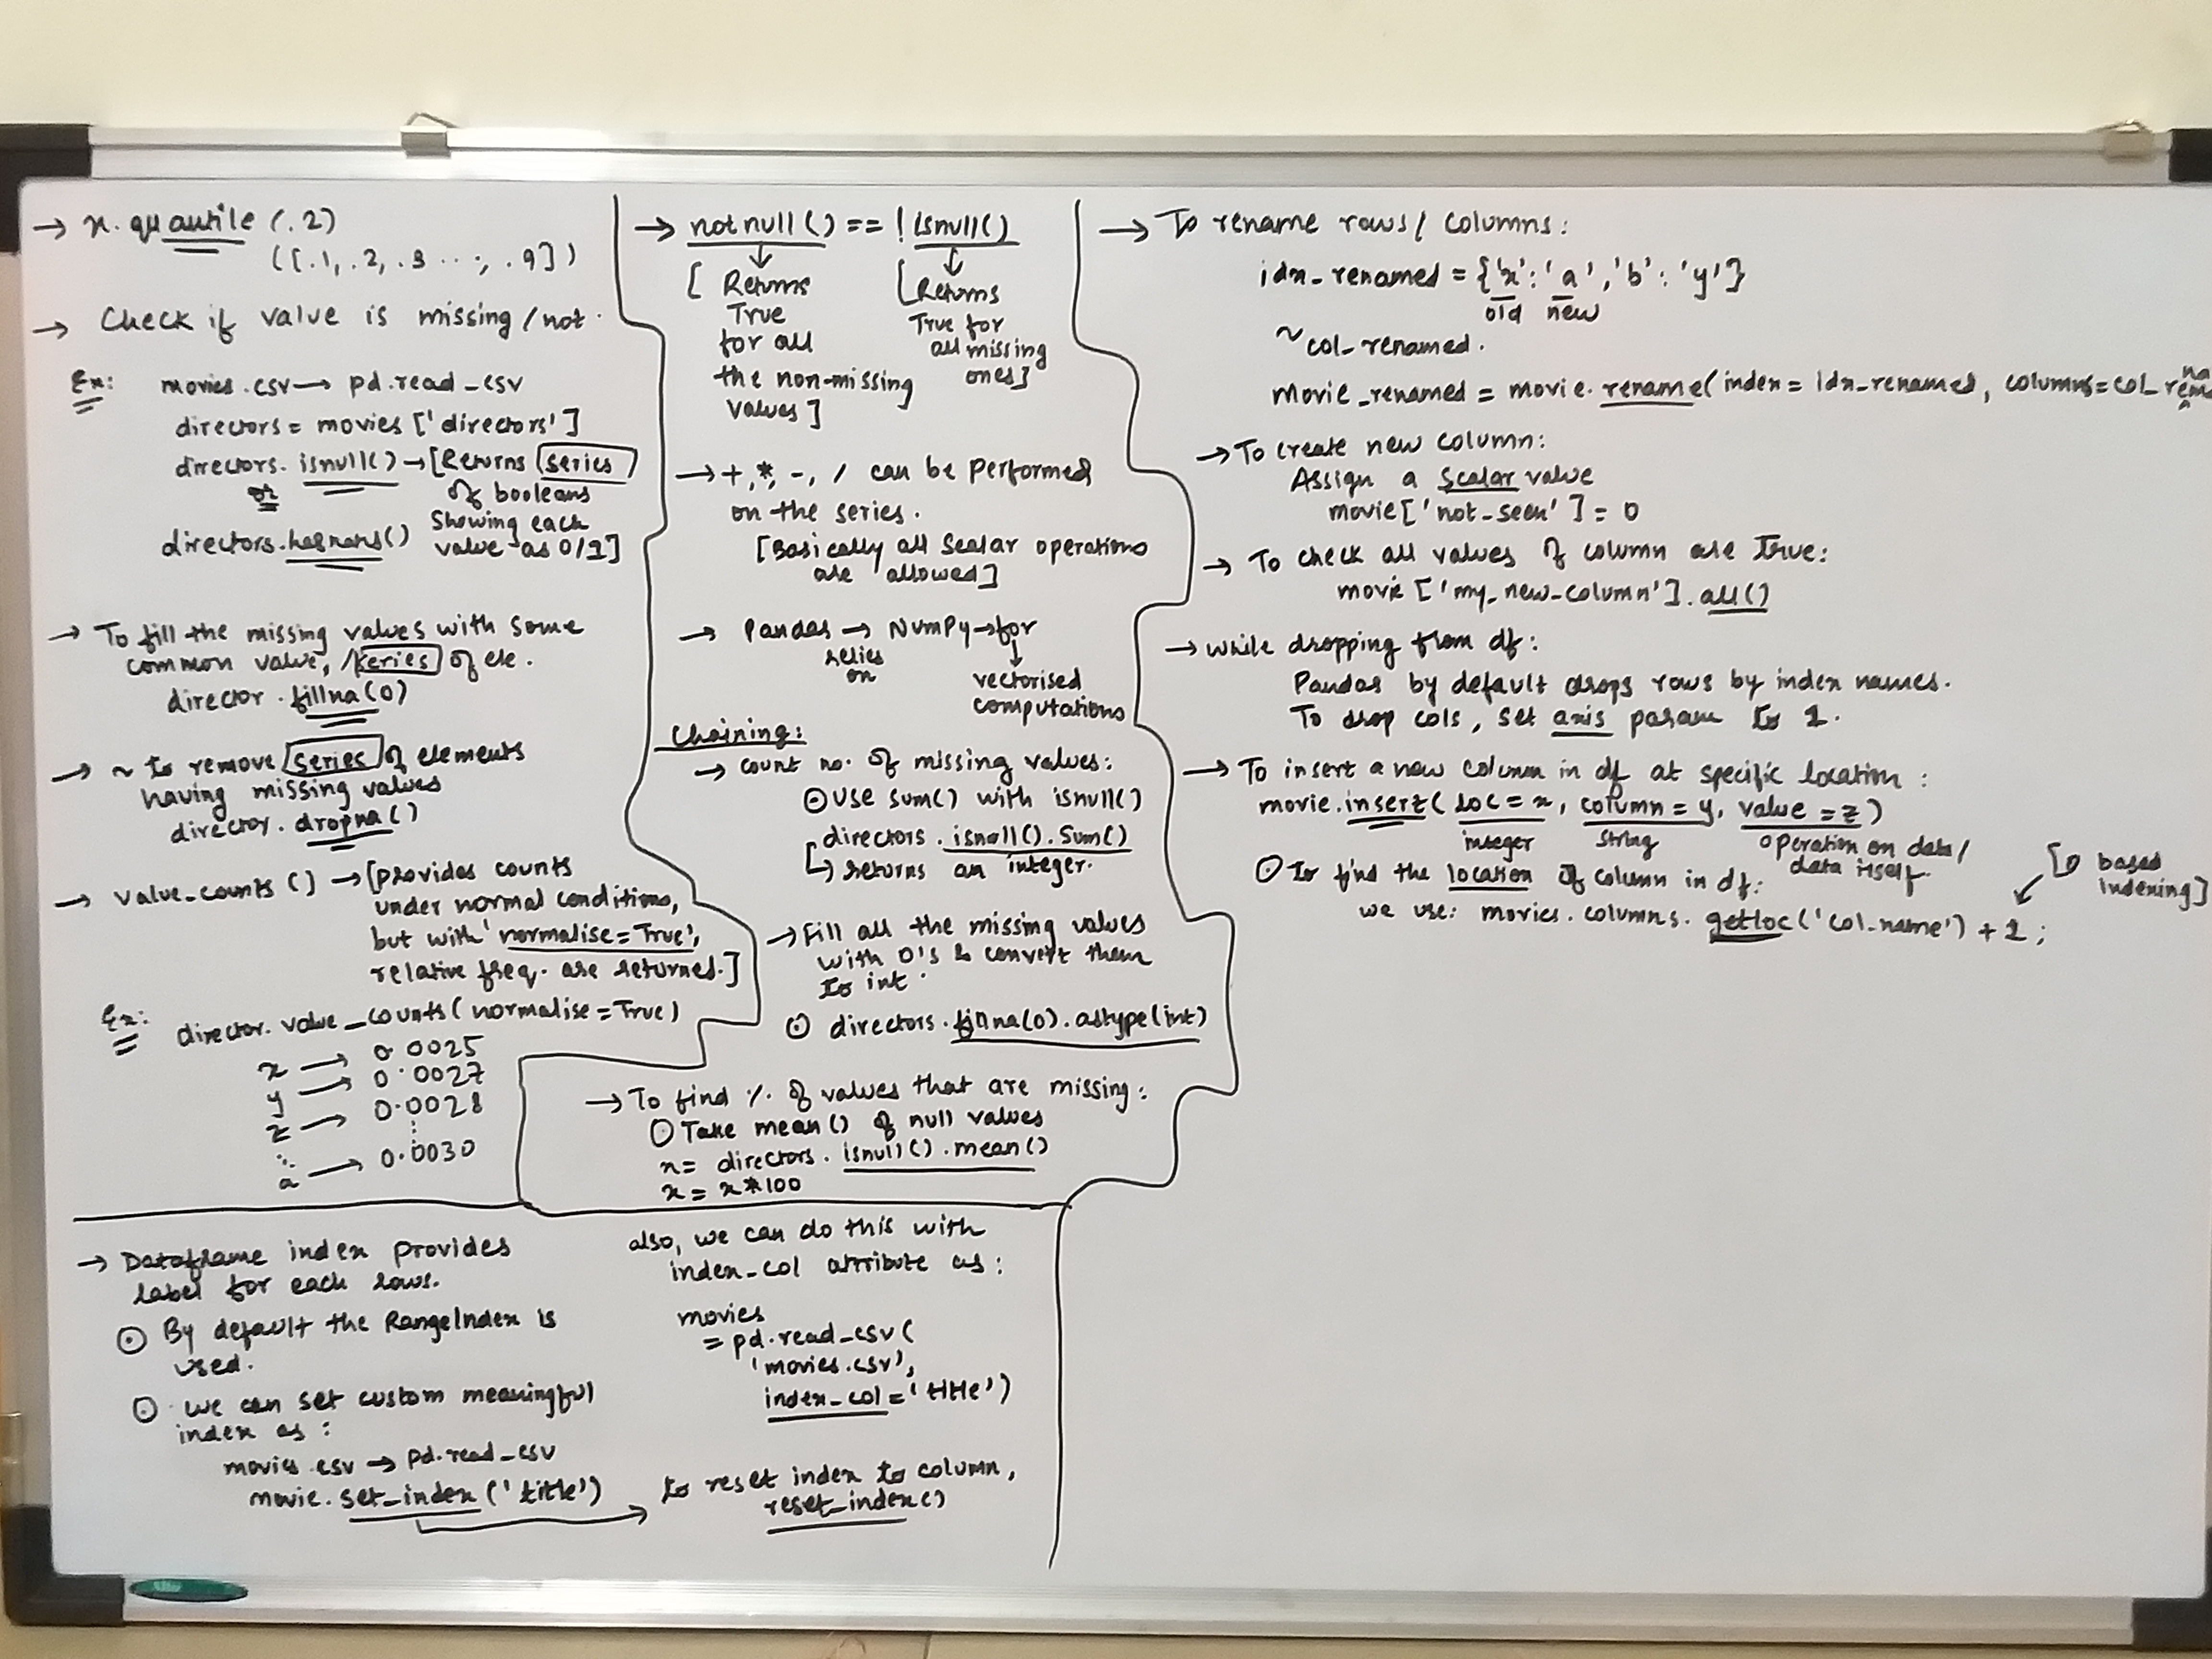 → x.quantile (.2)
([.1, .2, .3 ...., .9])
→ Check if value is missing/not.
Ex: movies.csv → pd.read_csv
directors = movies ['directors']
directors. isnull() → [Returns series
or of booleans
showing each
directors.hasnans() value as 0/1]
→ To fill the missing values with some
common value, /series of ele.
director.fillna(0)
→ ~ to remove series of elements
having missing values
director. dropna()
→ value_counts() → [provides counts
under normal conditions,
but with 'normalise=True',
relative freq. are returned.]
Ex: director.value_counts(normalise=True)
x → 0.0025
y → 0.0027
z → 0.0028
a → 0.0030
→ notnull() == !isnull()
[Returns
True
for all
the non-missing
values]
[Returns
True for
all missing
ones]
→ +, *, -, / can be performed
on the series.
[Basically all scalar operations
are allowed]
→ Pandas → NumPy → for
relies
on
vectorised
computations
Chaining:
→ count no. of missing values:
⊙ Use sum() with isnull()
directors.isnull().sum()
↳ returns an integer.
→ Fill all the missing values
with 0's & convert them
to int.
⊙ directors.fillna(0).astype(int)
→ To find % of values that are missing:
⊙ Take mean() of null values
x = directors. isnull().mean()
x = x*100
→ To rename rows/columns:
idx_renamed = {'x':'a', 'b':'y'}
old new
~col_renamed.
movie_renamed = movie.rename(index = idx_renamed, columns=col_
→ To create new column:
Assign a scalar value
movie['not_seen'] = 0
→ To check all values of column are True:
movie ['my_new_column'].all()
→ while dropping from df:
Pandas by default drops rows by index names.
To drop cols, set axis param to 1.
→ To insert a new column in df at specific location:
movie.insert(loc=x, column=y, value=z)
integer string operation on data/
data itself.
⊙ To find the location of column in df:
[0 based
indexing]
we use: movies.columns.getloc('col_name') + 1;
→ Dataframe index provides
label for each rows.
⊙ By default the RangeIndex is
used.
⊙ we can set custom meaningful
index as:
movies.csv → pd.read_csv
movie.set_index('title')
also, we can do this with
index_col attribute as:
movies
= pd.read_csv(
'movies.csv',
index_col='title')
to reset index to column,
reset_index()